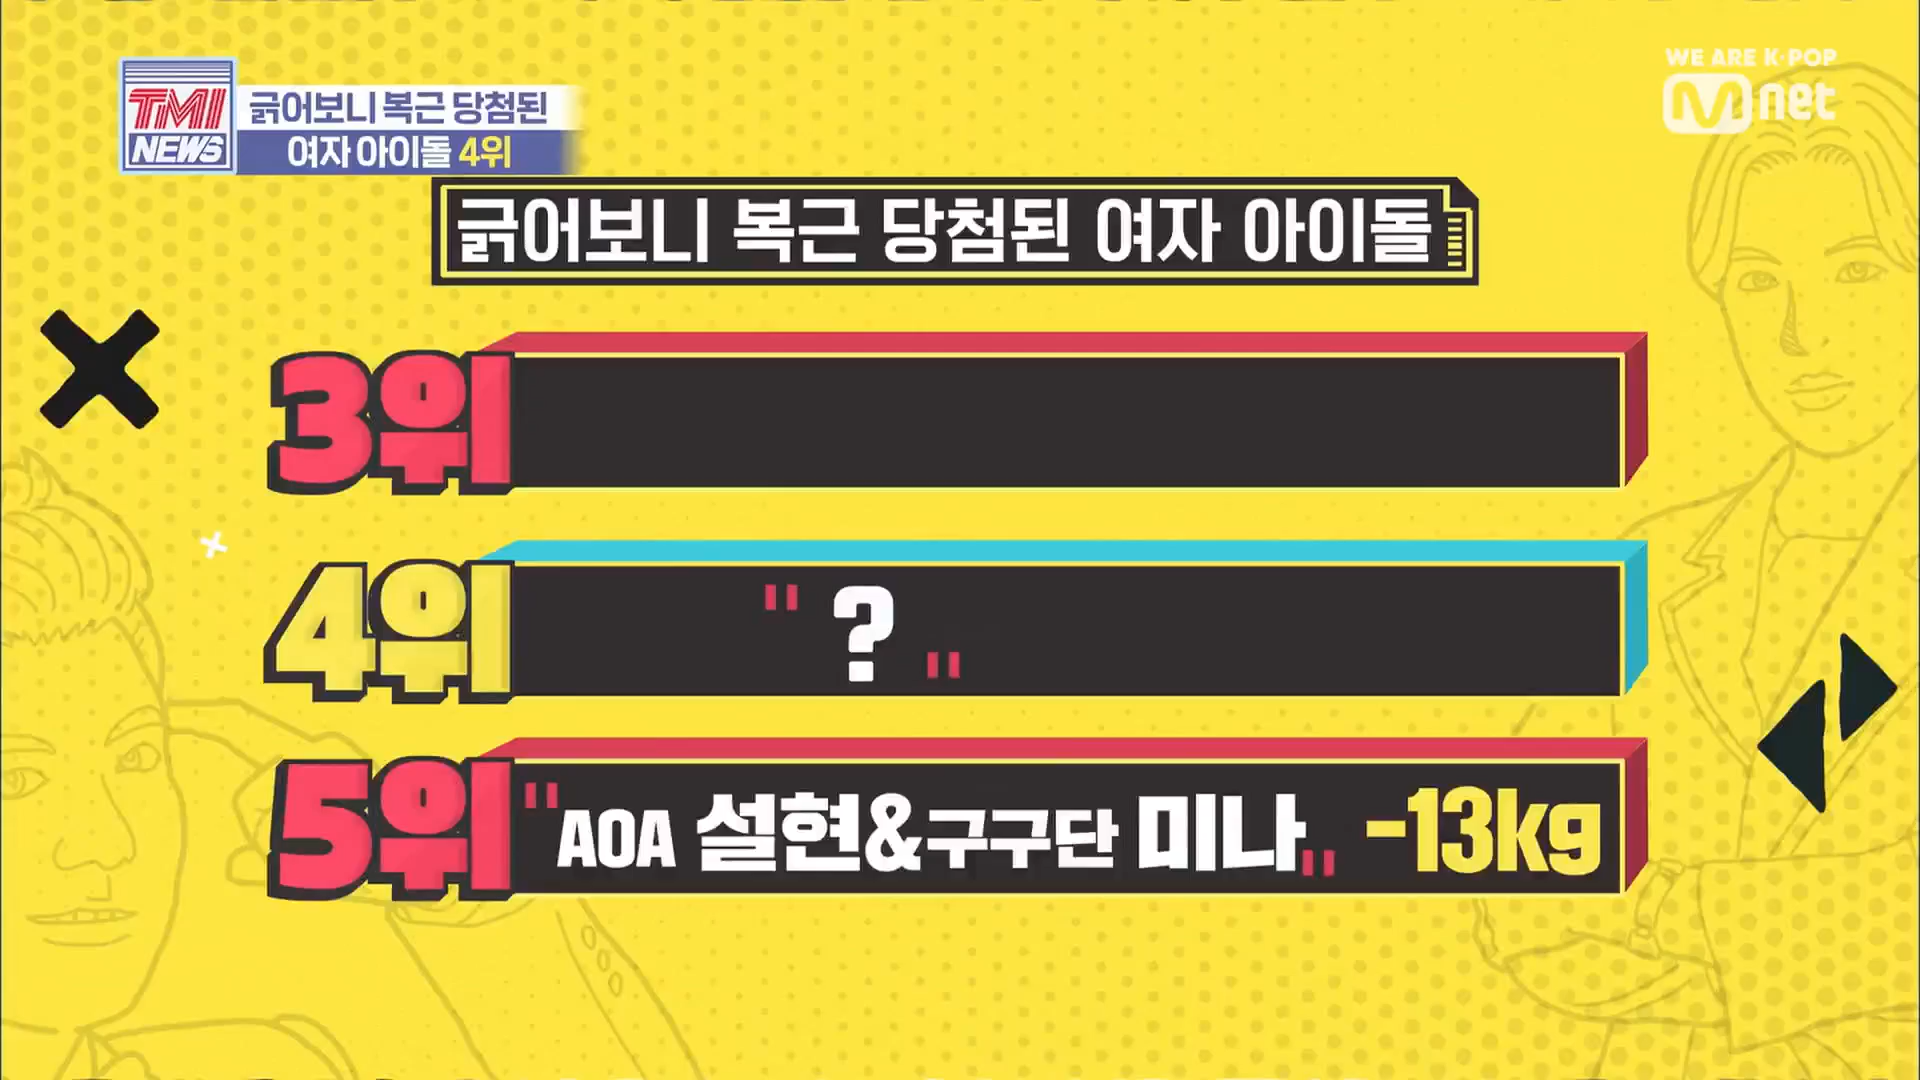 TMI
NEWS
긁어보니 복근 당첨된
여자 아이돌 4위
WE ARE K-POP
Mnet
긁어보니 복근 당첨된 여자 아이돌
3위
4위 " ? "
5위 "AOA 설현&구구단 미나" -13kg